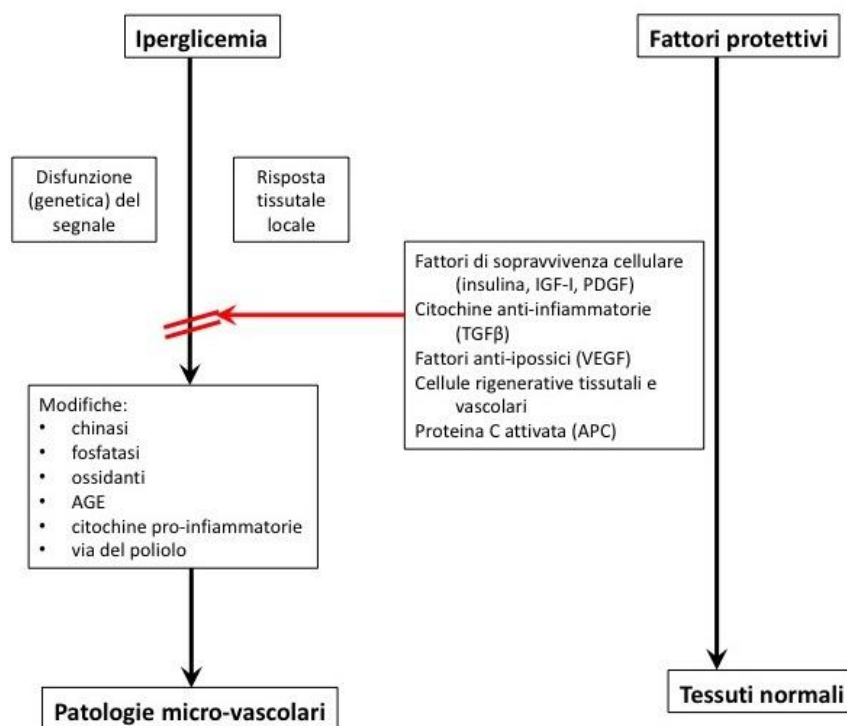 Iperglicemia
Fattori protettivi
Disfunzione
(genetica) del
segnale
Risposta
tissutale
locale
Fattori di sopravvivenza cellulare
(insulina, IGF-I, PDGF)
Citochine anti-infiammatorie
(TGFβ)
Fattori anti-ipossici (VEGF)
Cellule rigenerative tissutali e
vascolari
Proteina C attivata (APC)
Modifiche:
• chinasi
• fosfatasi
• ossidanti
• AGE
• citochine pro-infiammatorie
• via del poliolo
Patologie micro-vascolari
Tessuti normali